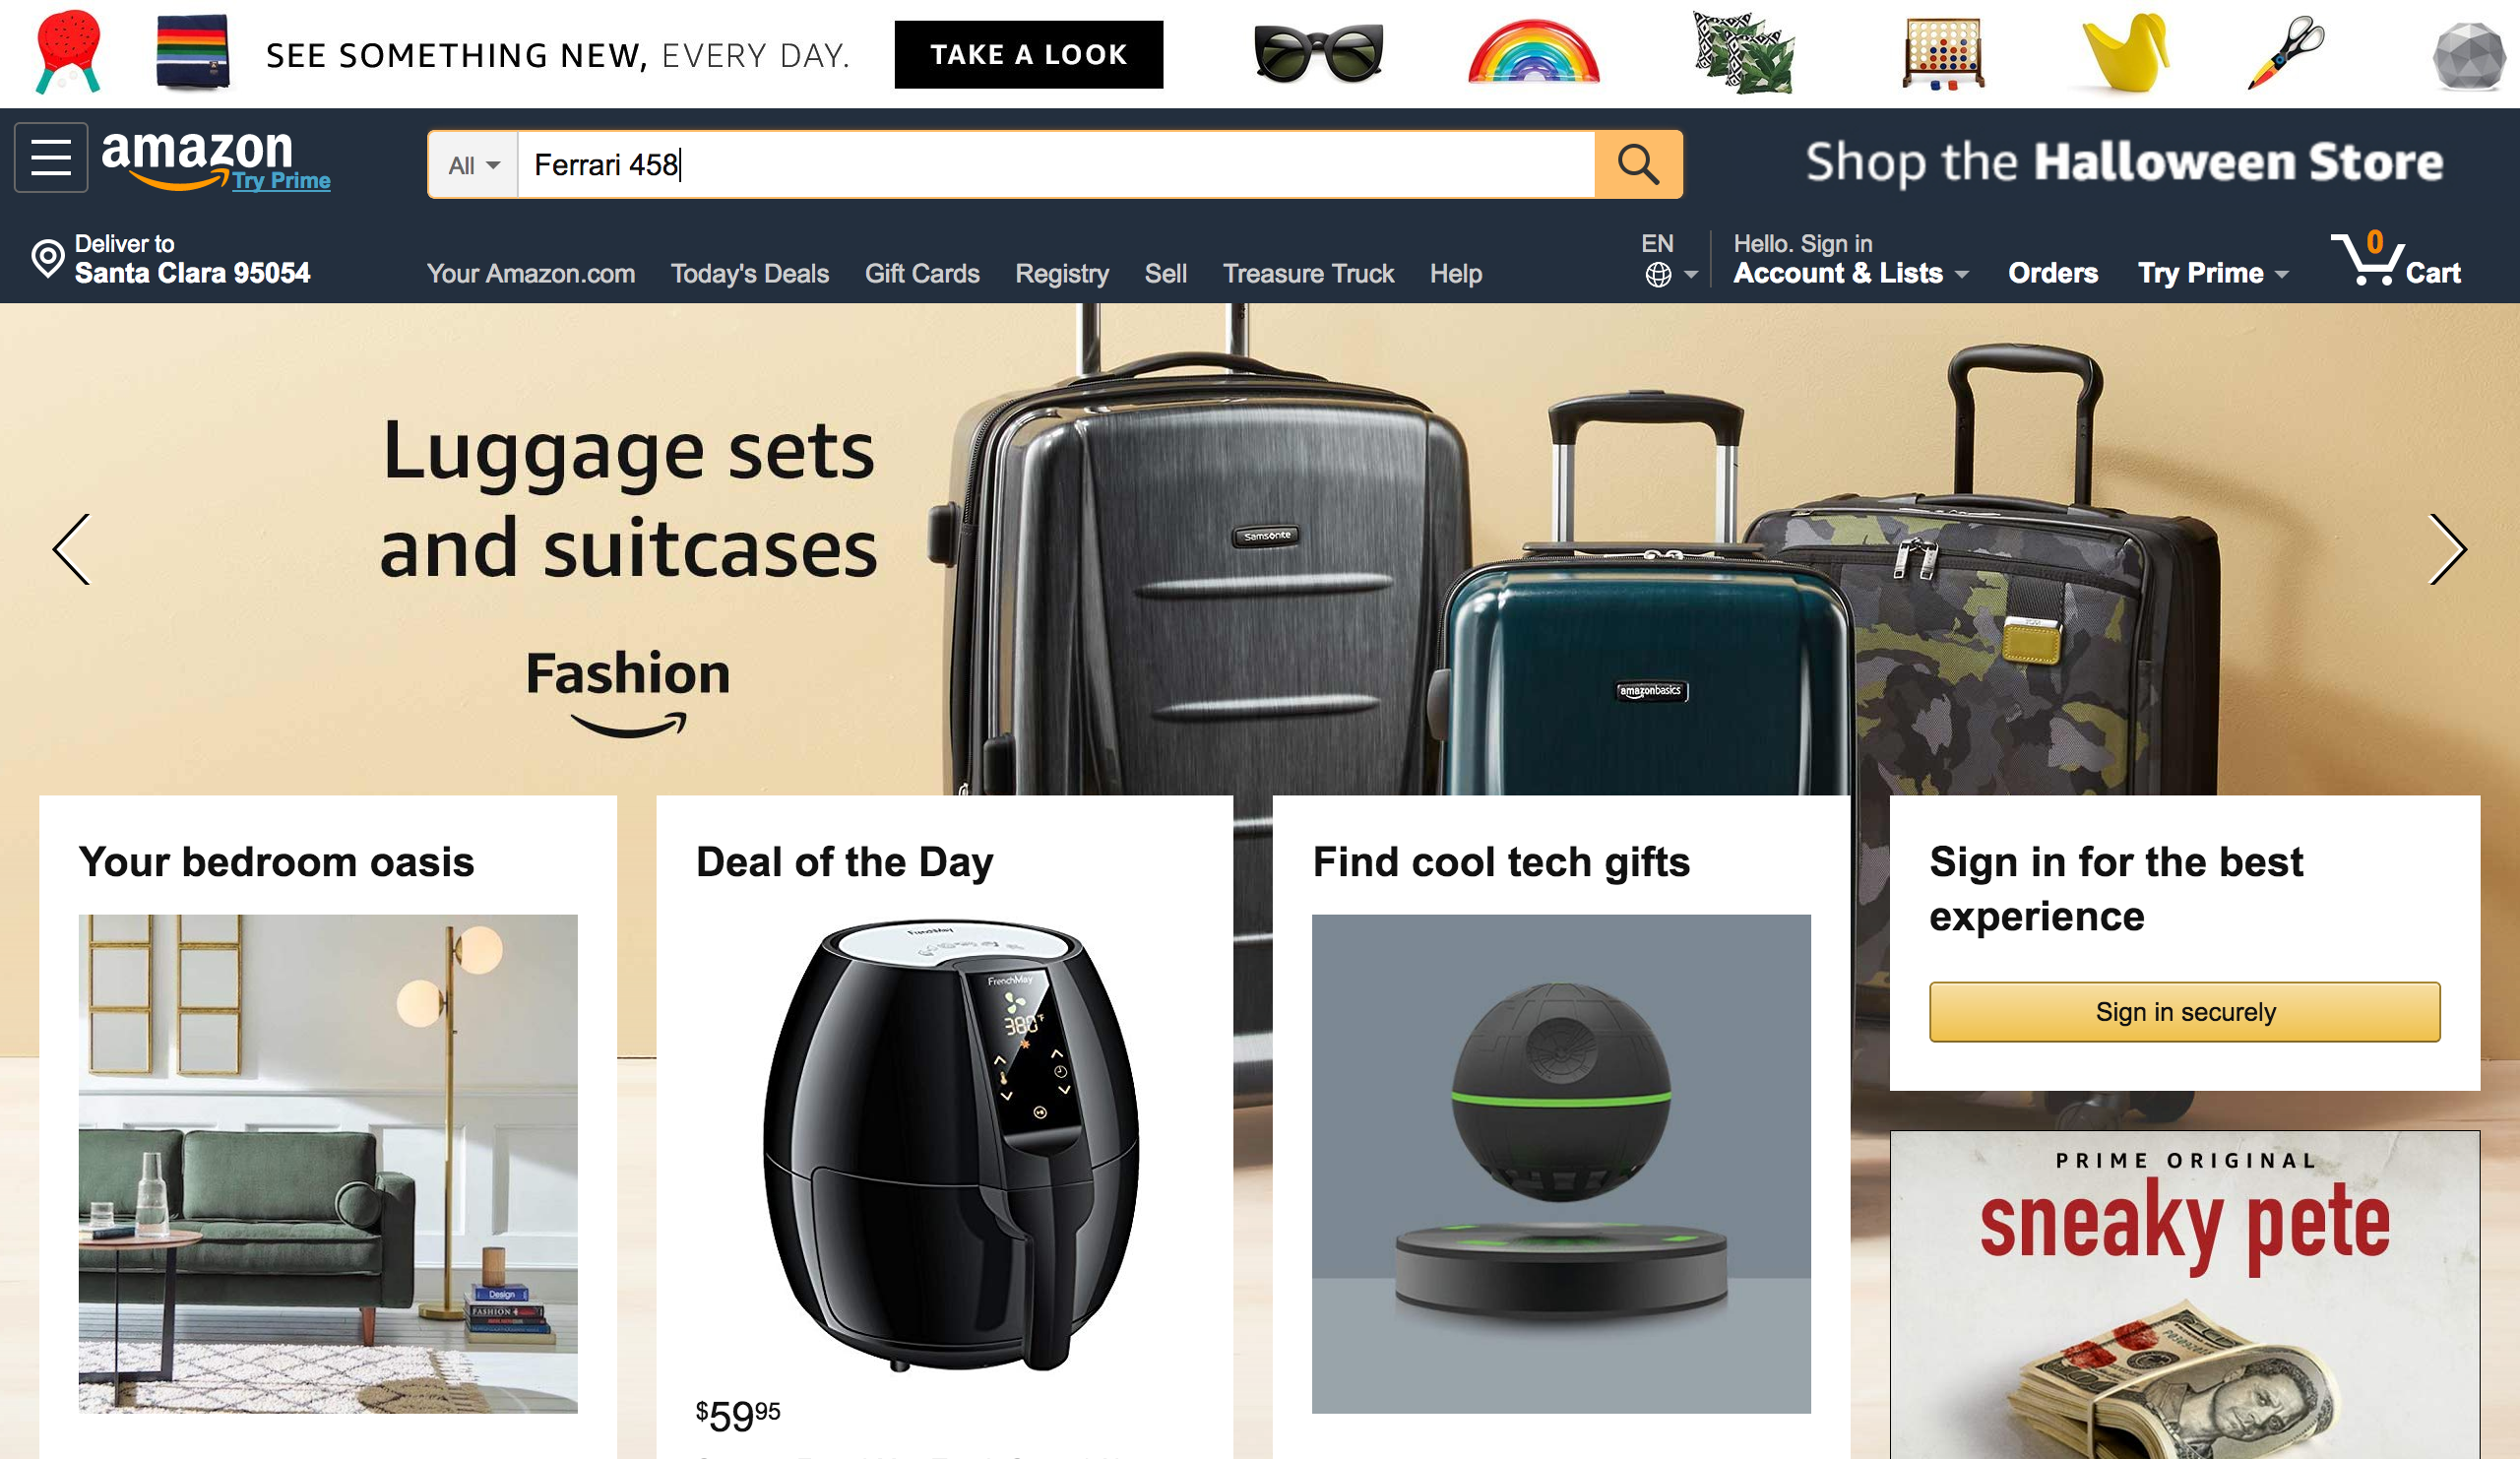 SEE SOMETHING NEW, EVERY DAY.
TAKE A LOOK
amazon
Try Prime
All
Ferrari 458
Shop the Halloween Store
Deliver to
Santa Clara 95054
Your Amazon.com Today's Deals Gift Cards Registry Sell Treasure Truck Help
EN
Hello. Sign in
Account & Lists
Orders
Try Prime
0
Cart
Luggage sets
and suitcases
Fashion
Samsonite
amazonbasics
TUMI
Your bedroom oasis
Design
FASHION
Deal of the Day
FrenchMay
FrenchMay
380°F
$59.95
Find cool tech gifts
Sign in for the best
experience
Sign in securely
PRIME ORIGINAL
sneaky pete